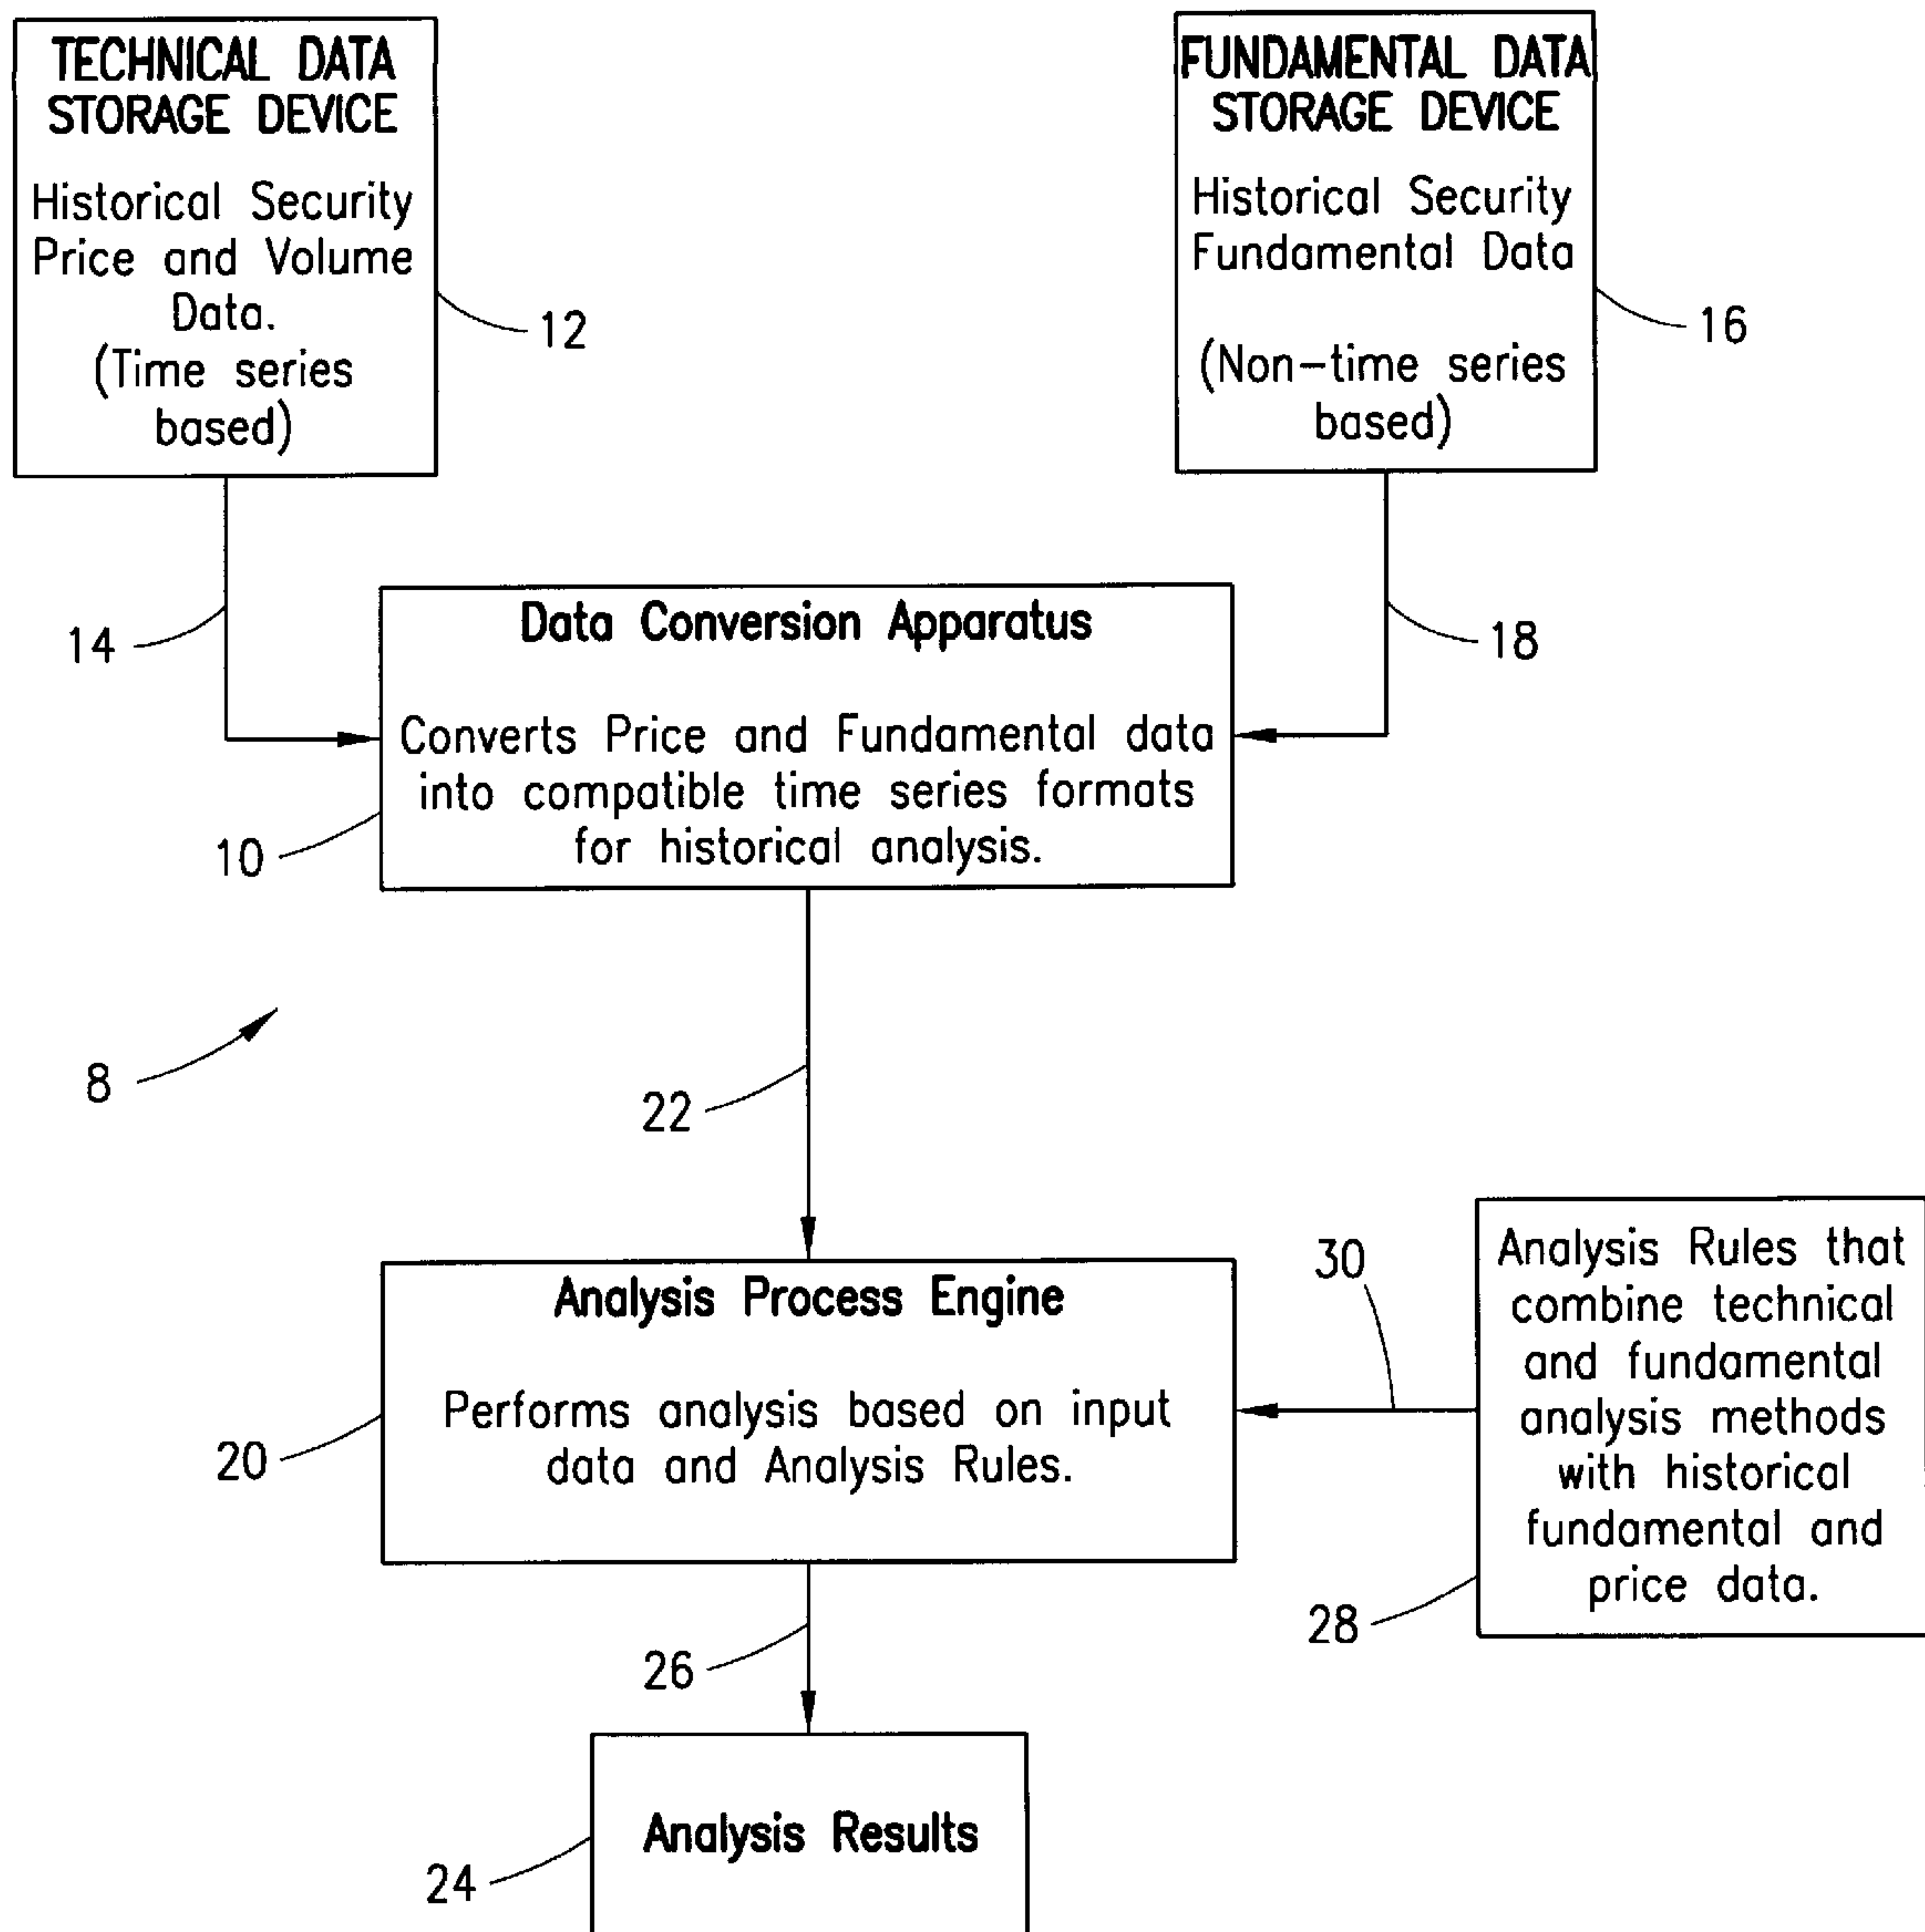 TECHNICAL DATA
STORAGE DEVICE
Historical Security
Price and Volume
Data.
(Time series
based)
12
FUNDAMENTAL DATA
STORAGE DEVICE
Historical Security
Fundamental Data
(Non-time series
based)
16
14
18
Data Conversion Apparatus
Converts Price and Fundamental data
into compatible time series formats
for historical analysis.
10
8
22
Analysis Process Engine
Performs analysis based on input
data and Analysis Rules.
20
30
Analysis Rules that
combine technical
and fundamental
analysis methods
with historical
fundamental and
price data.
28
26
Analysis Results
24